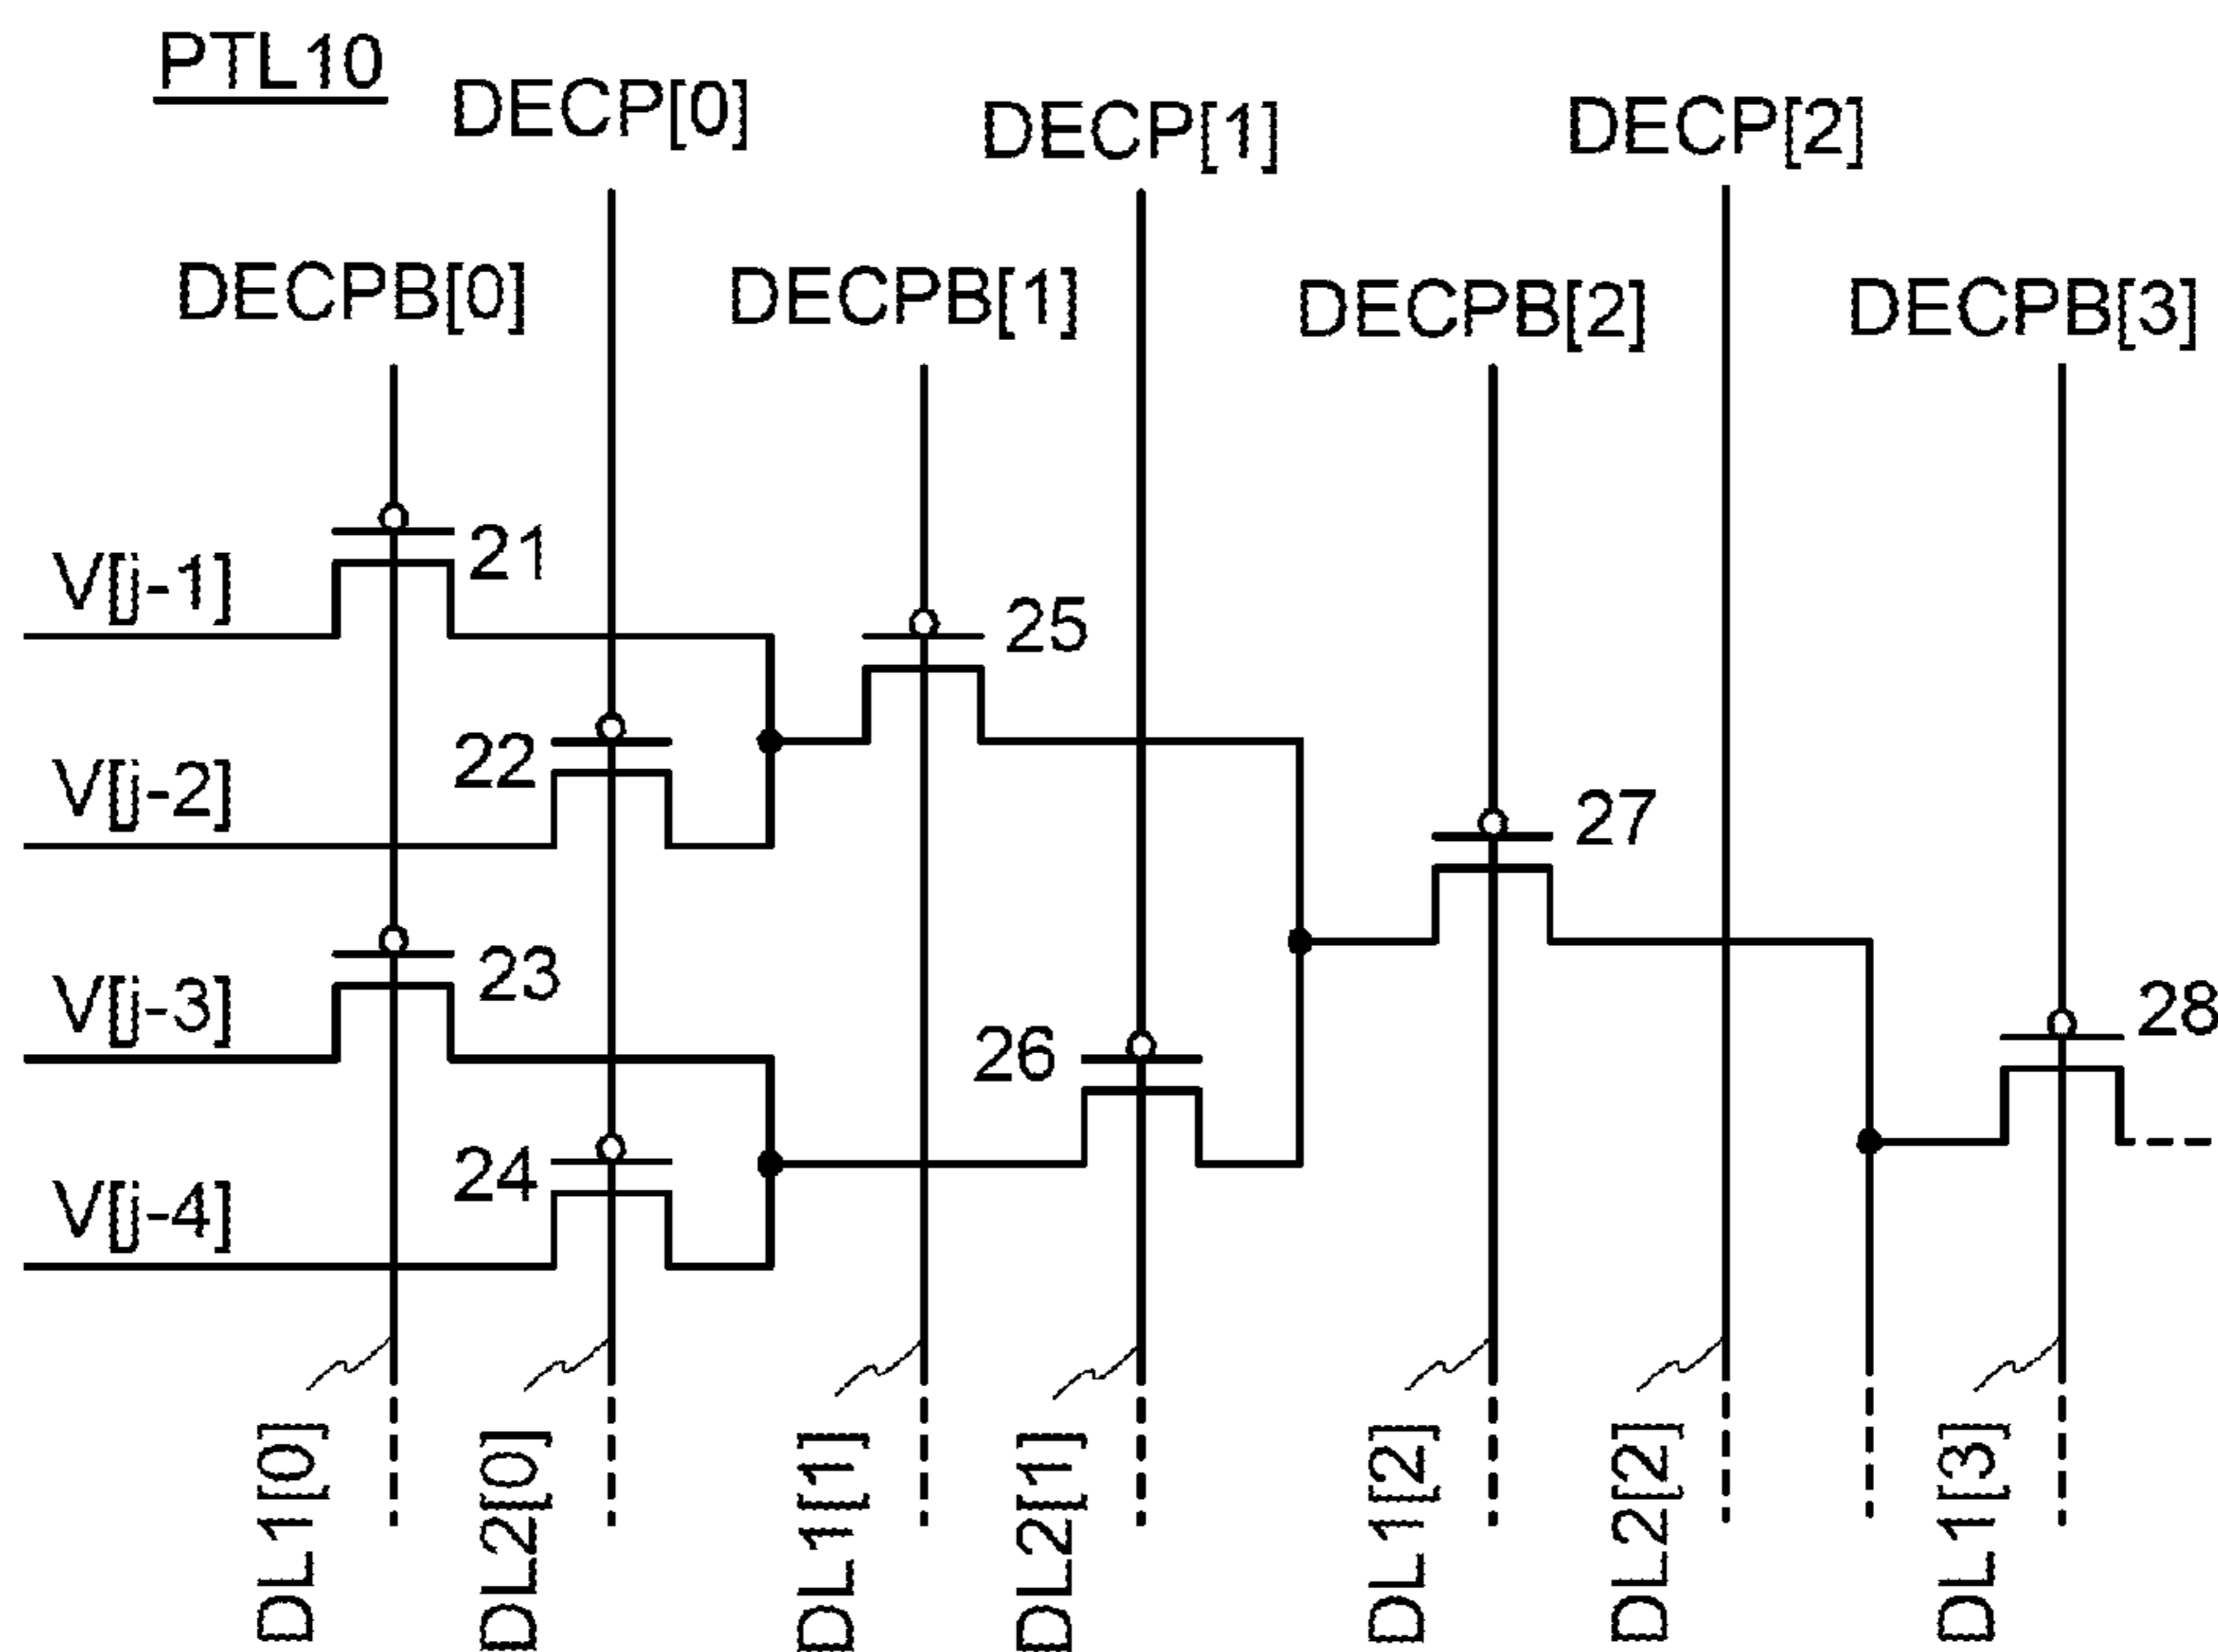 PTL10
DECP[0]
DECP[1]
DECP[2]
DECPB[0]
DECPB[1]
DECPB[2]
DECPB[3]
V[j-1]
21
25
V[j-2]
22
27
V[j-3]
23
26
28
V[j-4]
24
DL1[0]
DL2[0]
DL1[1]
DL2[1]
DL1[2]
DL2[2]
DL1[3]